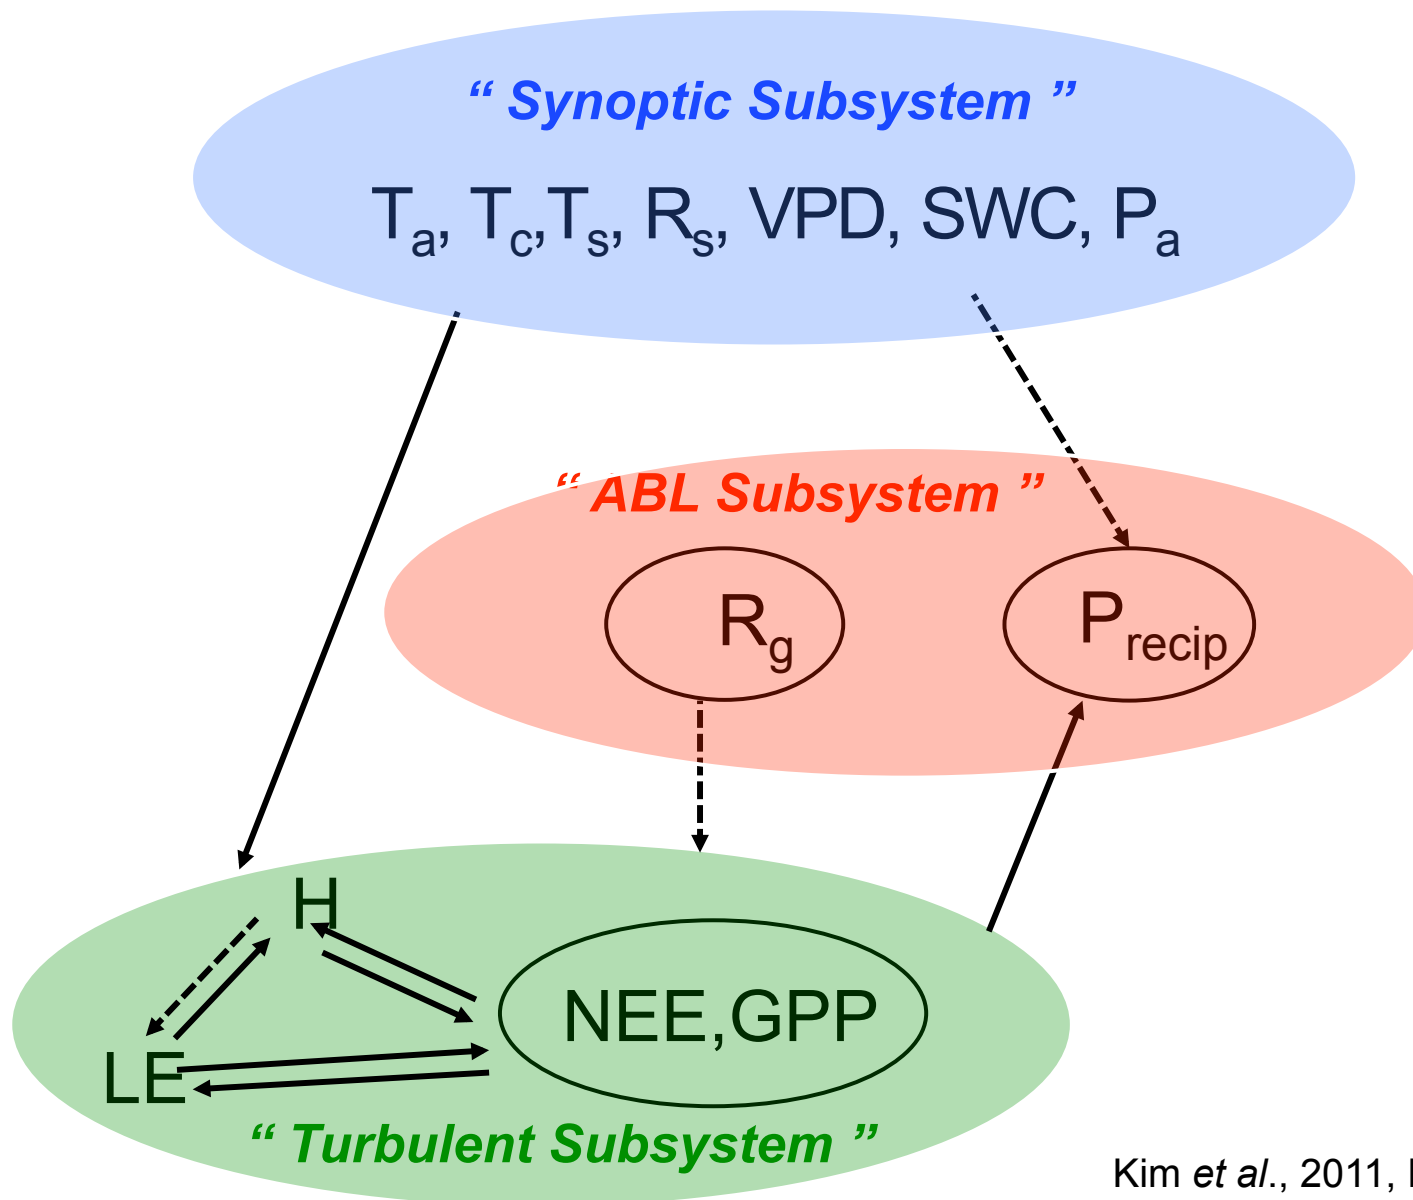 “ Synoptic Subsystem ”
Ta, Tc,Ts, Rs, VPD, SWC, Pa
“ ABL Subsystem ”
Rg
Precip
H
NEE,GPP
LE
“ Turbulent Subsystem ”
Kim et al., 2011,